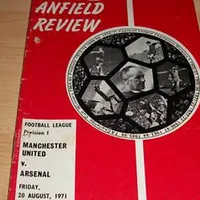 ANFIELD
REVIEW
FOOTBALL LEAGUE
Division 1
MANCHESTER
UNITED
v.
ARSENAL
FRIDAY,
20 AUGUST, 1971